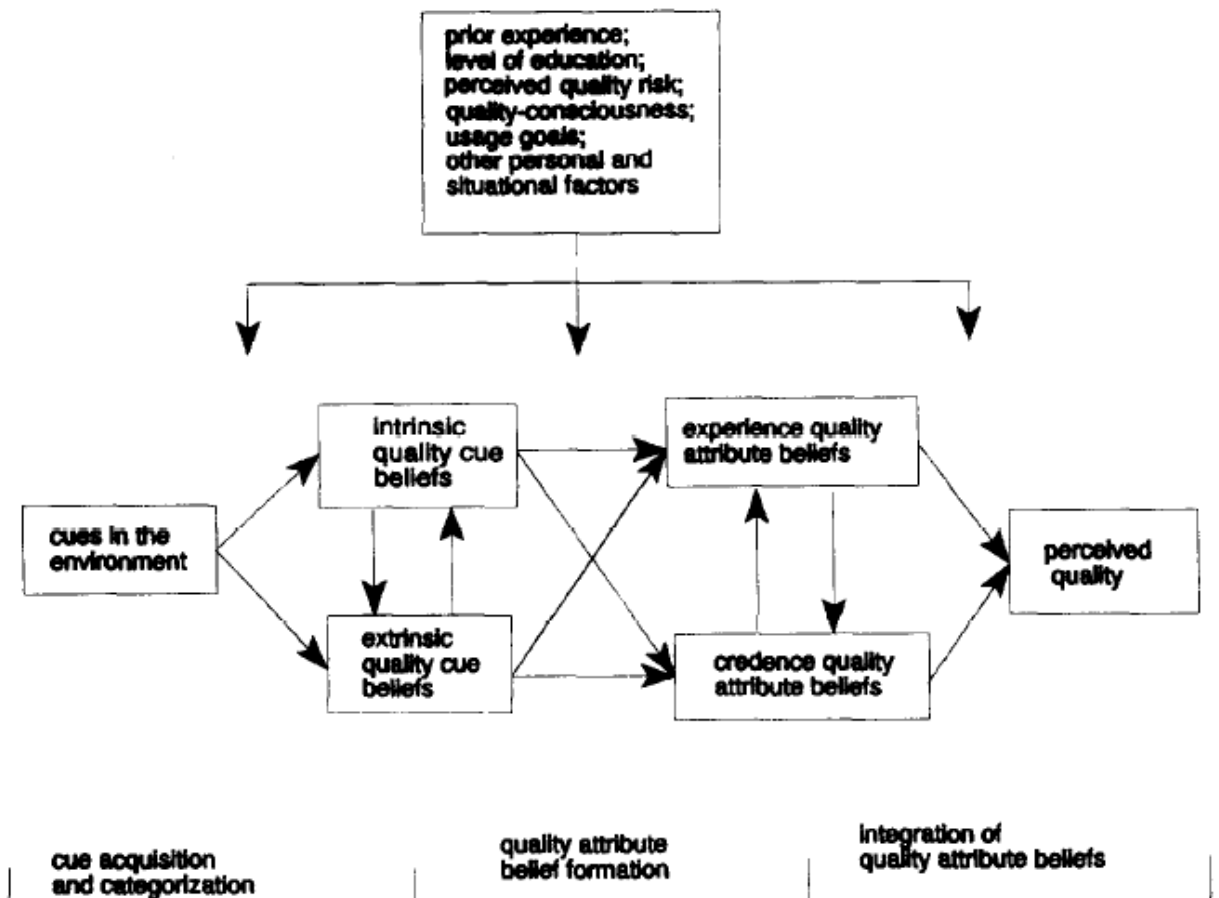 prior experience;
level of education;
perceived quality risk;
quality-consciousness;
usage goals;
other personal and
situational factors
intrinsic
quality cue
beliefs
experience quality
attribute beliefs
cues in the
environment
perceived
quality
extrinsic
quality cue
beliefs
credence quality
attribute beliefs
cue acquisition
and categorization
quality attribute
belief formation
integration of
quality attribute beliefs